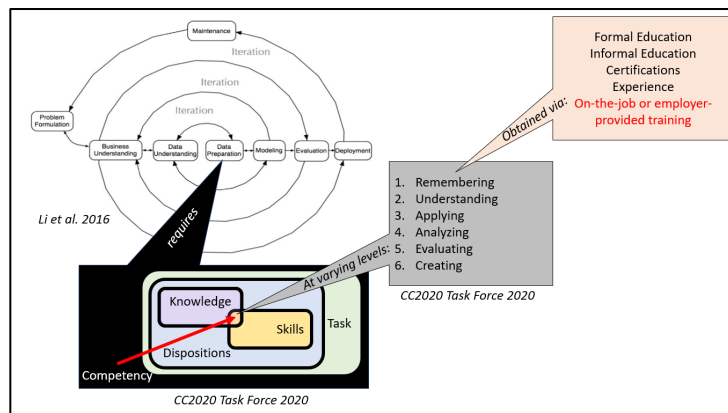 Maintenance
Iteration
Iteration
Iteration
Problem
Formulation
Business
Understanding
Data
Understanding
Data
Preparation
Modeling
Evaluation
Deployment
Li et al. 2016
requires
Knowledge
Skills
Task
Dispositions
Competency
CC2020 Task Force 2020
At varying levels:
1. Remembering
2. Understanding
3. Applying
4. Analyzing
5. Evaluating
6. Creating
CC2020 Task Force 2020
Obtained via:
Formal Education
Informal Education
Certifications
Experience
On-the-job or employer-
provided training